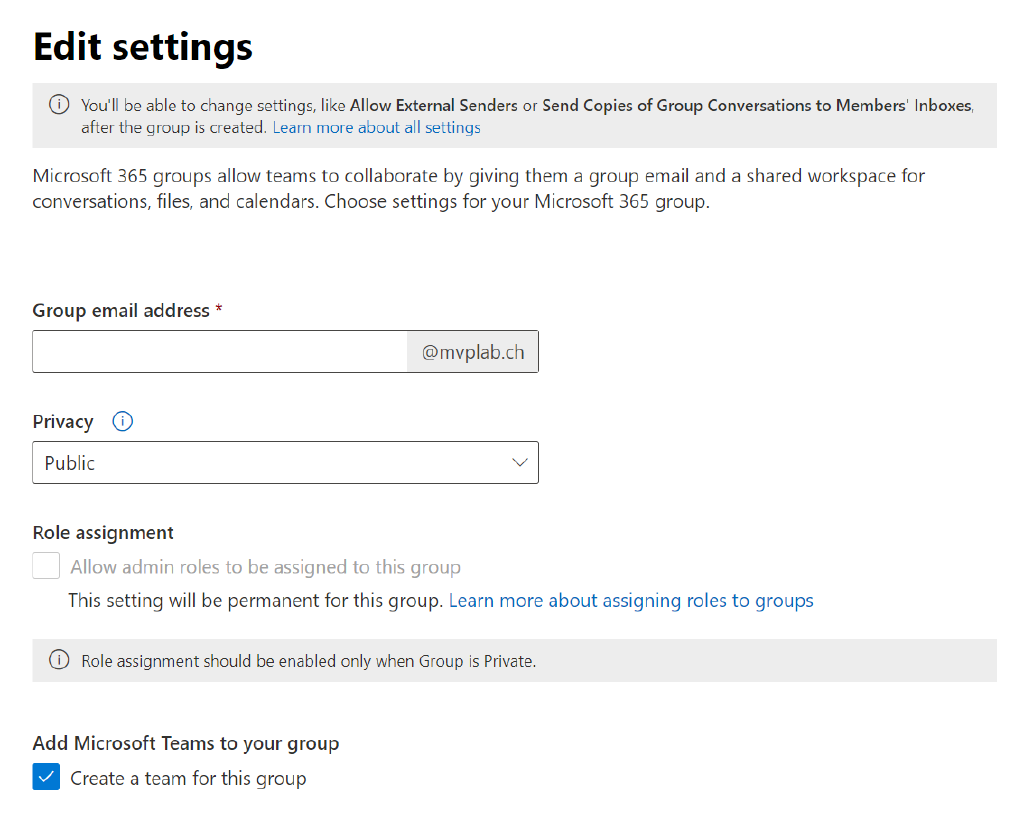 Edit settings
You'll be able to change settings, like Allow External Senders or Send Copies of Group Conversations to Members' Inboxes,
after the group is created. Learn more about all settings
Microsoft 365 groups allow teams to collaborate by giving them a group email and a shared workspace for
conversations, files, and calendars. Choose settings for your Microsoft 365 group.
Group email address *
@mvplab.ch
Privacy
Public
Role assignment
Allow admin roles to be assigned to this group
This setting will be permanent for this group. Learn more about assigning roles to groups
Role assignment should be enabled only when Group is Private.
Add Microsoft Teams to your group
Create a team for this group